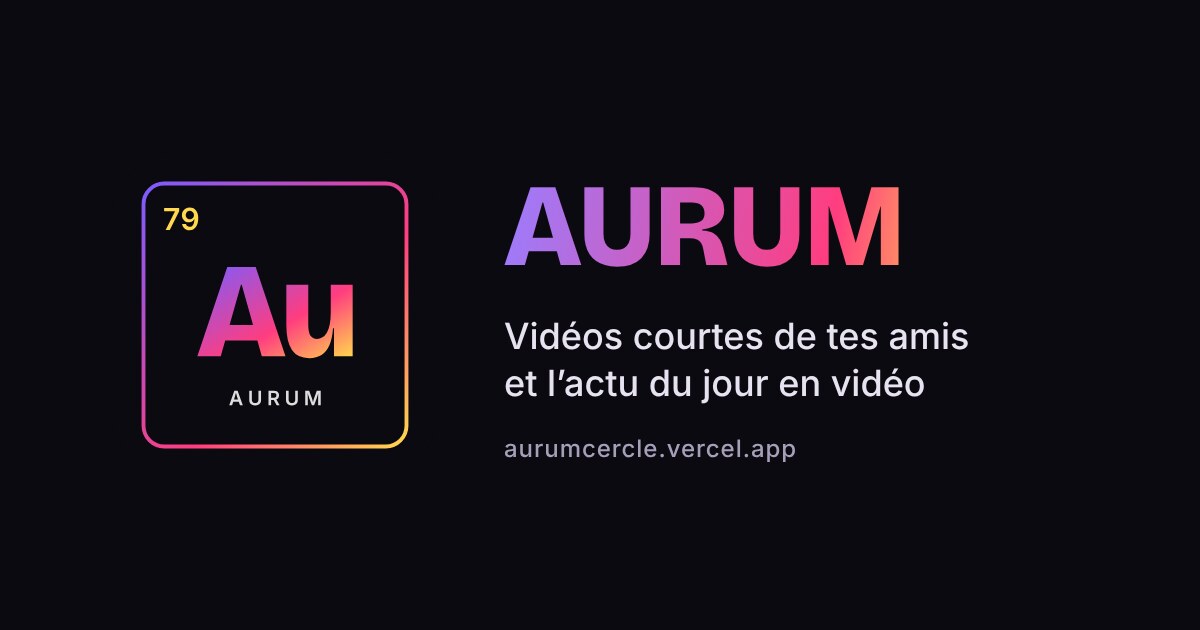 79
Au
AURUM
AURUM
Vidéos courtes de tes amis
et l’actu du jour en vidéo
aurumcercle.vercel.app